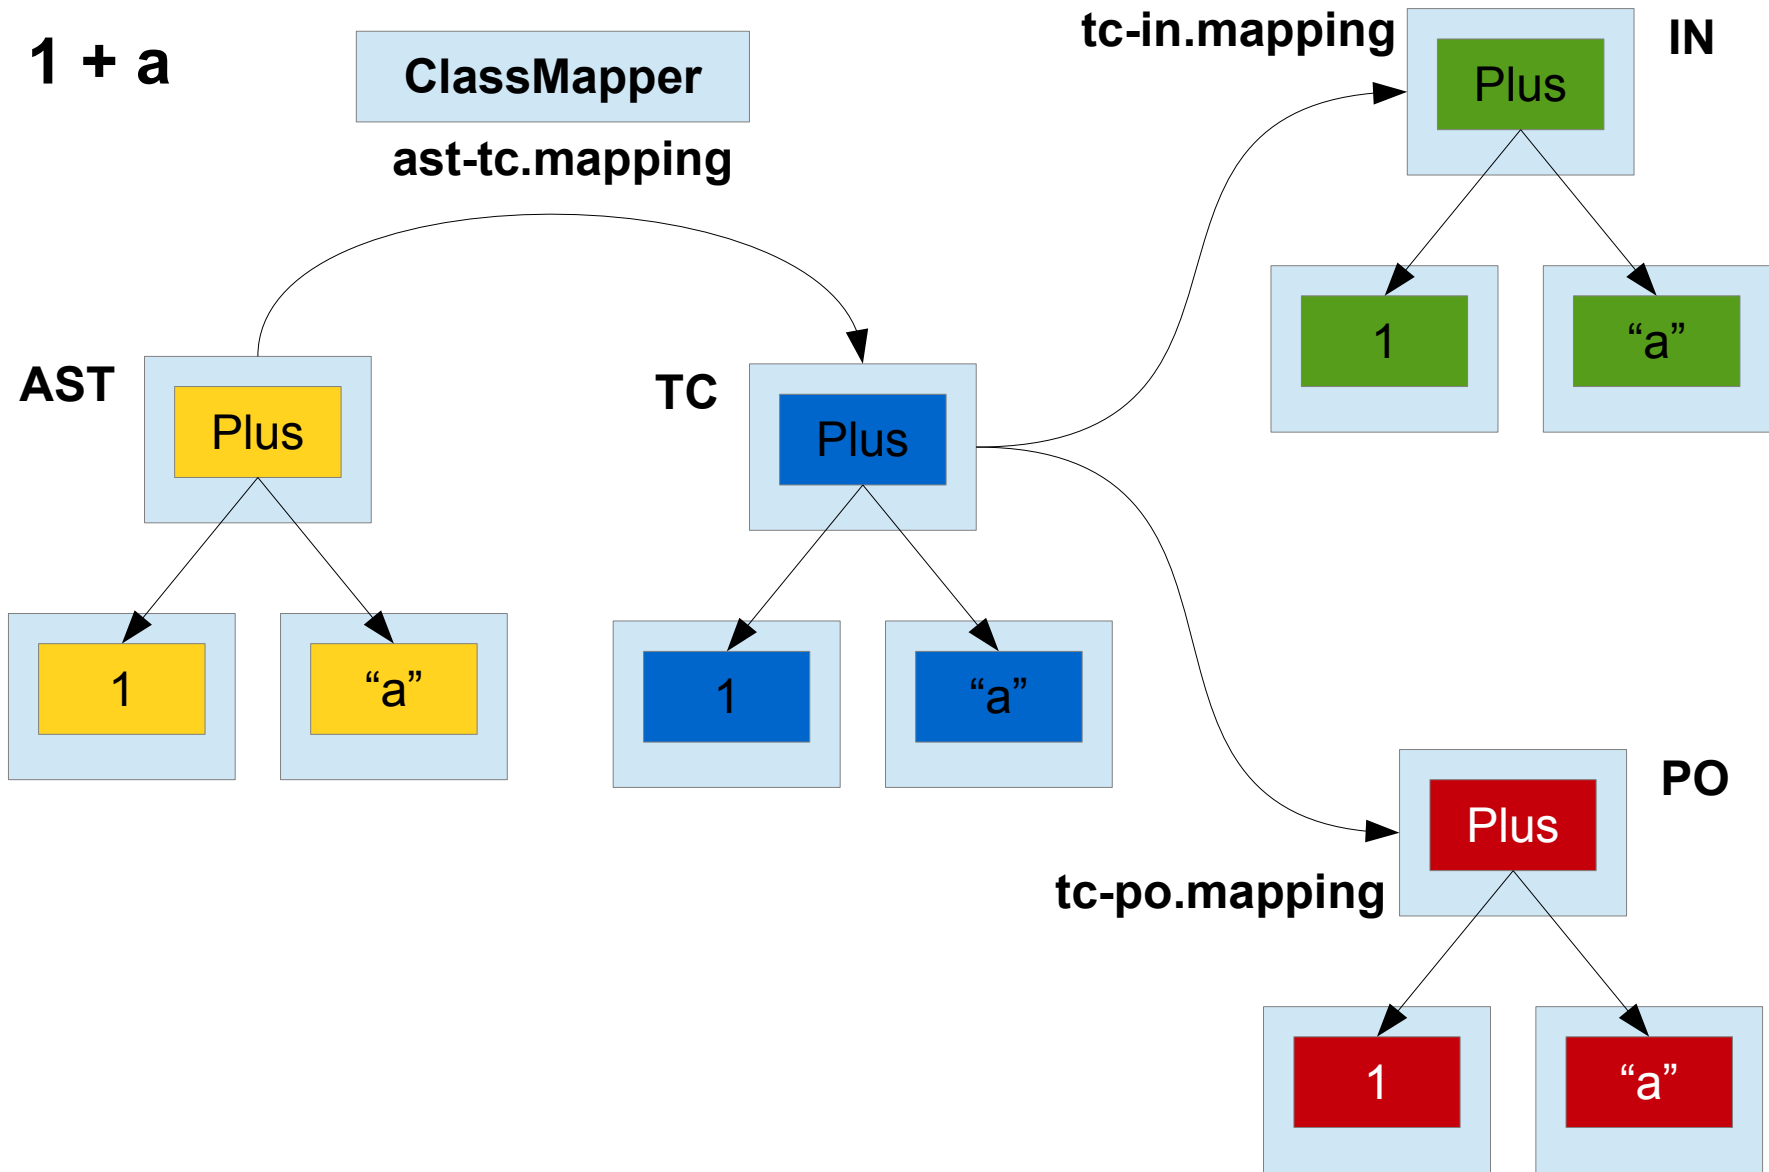 1 + a
ClassMapper
ast-tc.mapping
tc-in.mapping
IN
Plus
1
“a”
AST
Plus
1
“a”
TC
Plus
1
“a”
PO
Plus
tc-po.mapping
1
“a”